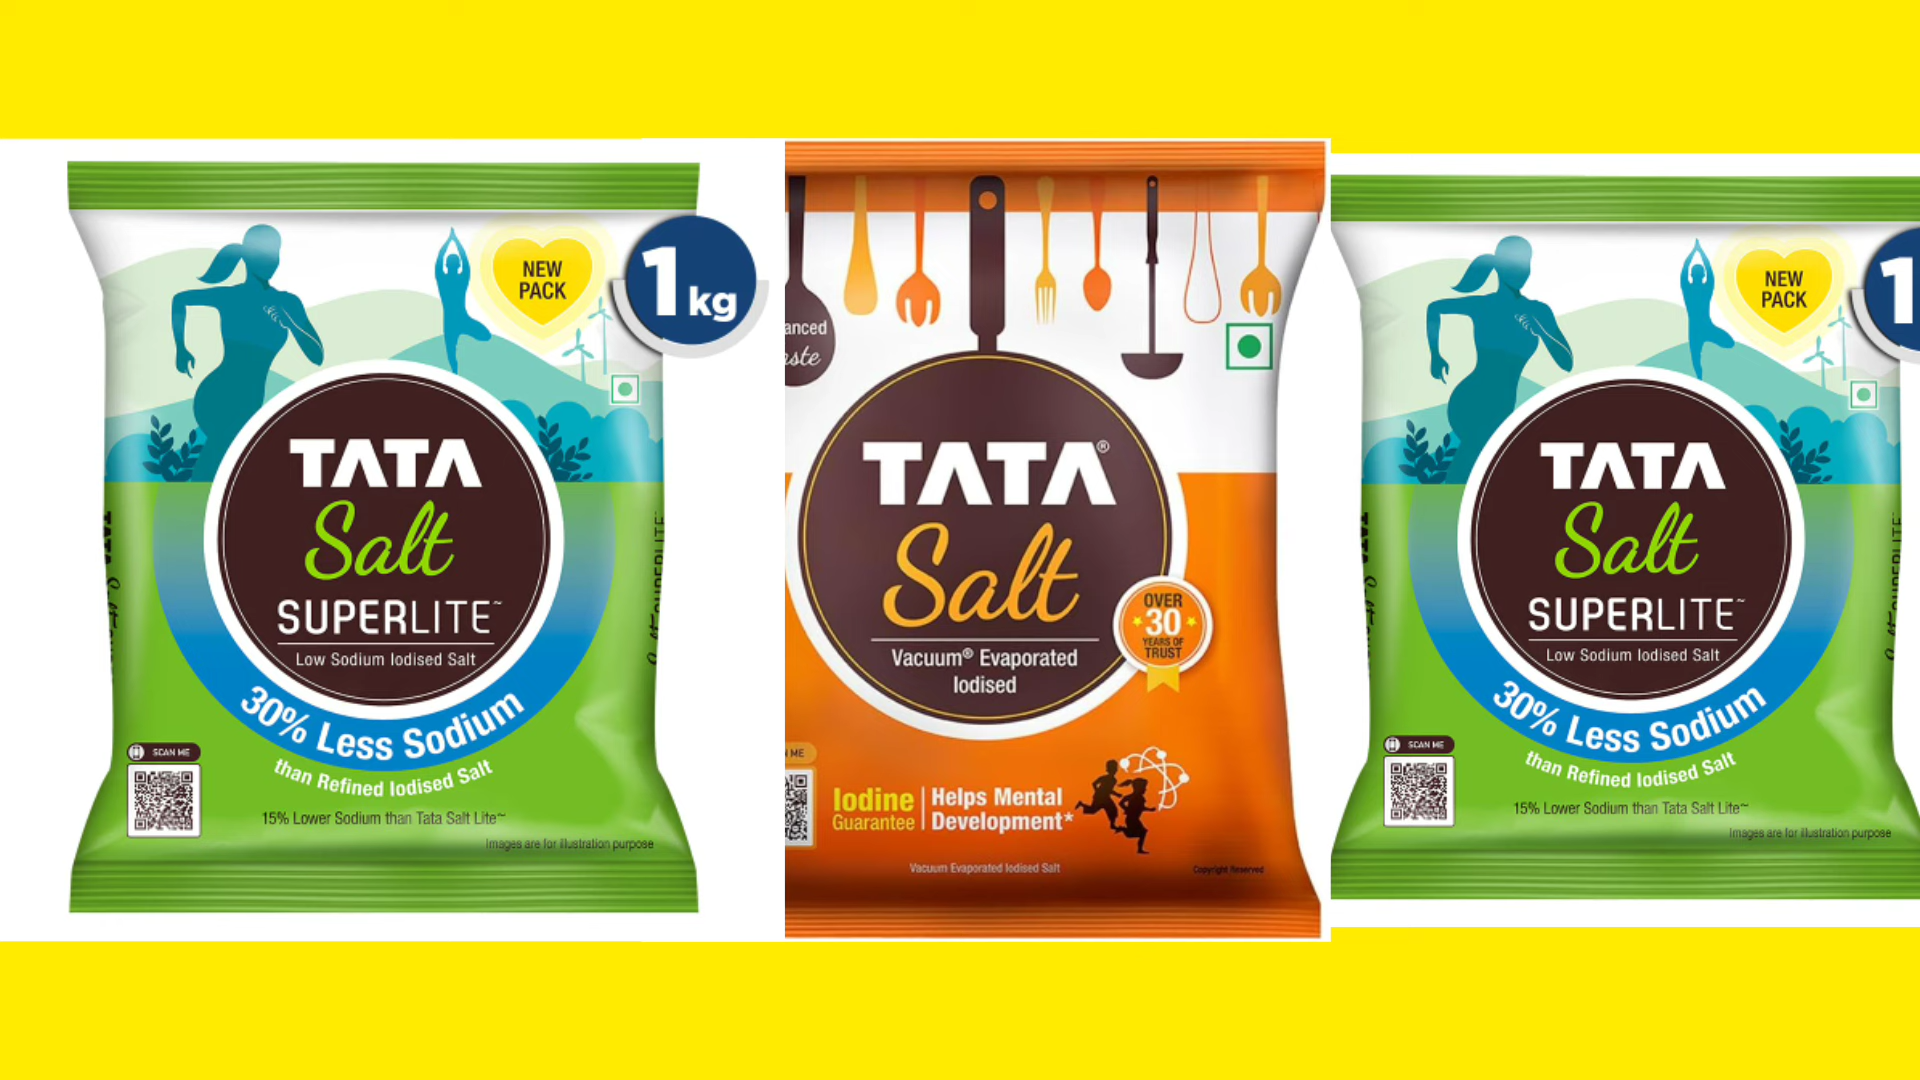 NEW
PACK
1 kg
TATA
Salt
SUPERLITE~
Low Sodium Iodised Salt
30% Less Sodium
than Refined Iodised Salt
SCAN ME
15% Lower Sodium than Tata Salt Lite~
Images are for illustration purpose
TATA®
Salt
Vacuum® Evaporated
Iodised
OVER
30
YEARS OF
TRUST
ME
Iodine
Guarantee
Helps Mental
Development*
Vacuum Evaporated Iodised Salt
Copyright Reserved
NEW
PACK
1
TATA
Salt
SUPERLITE~
Low Sodium Iodised Salt
30% Less Sodium
than Refined Iodised Salt
SCAN ME
15% Lower Sodium than Tata Salt Lite~
Images are for illustration purpose